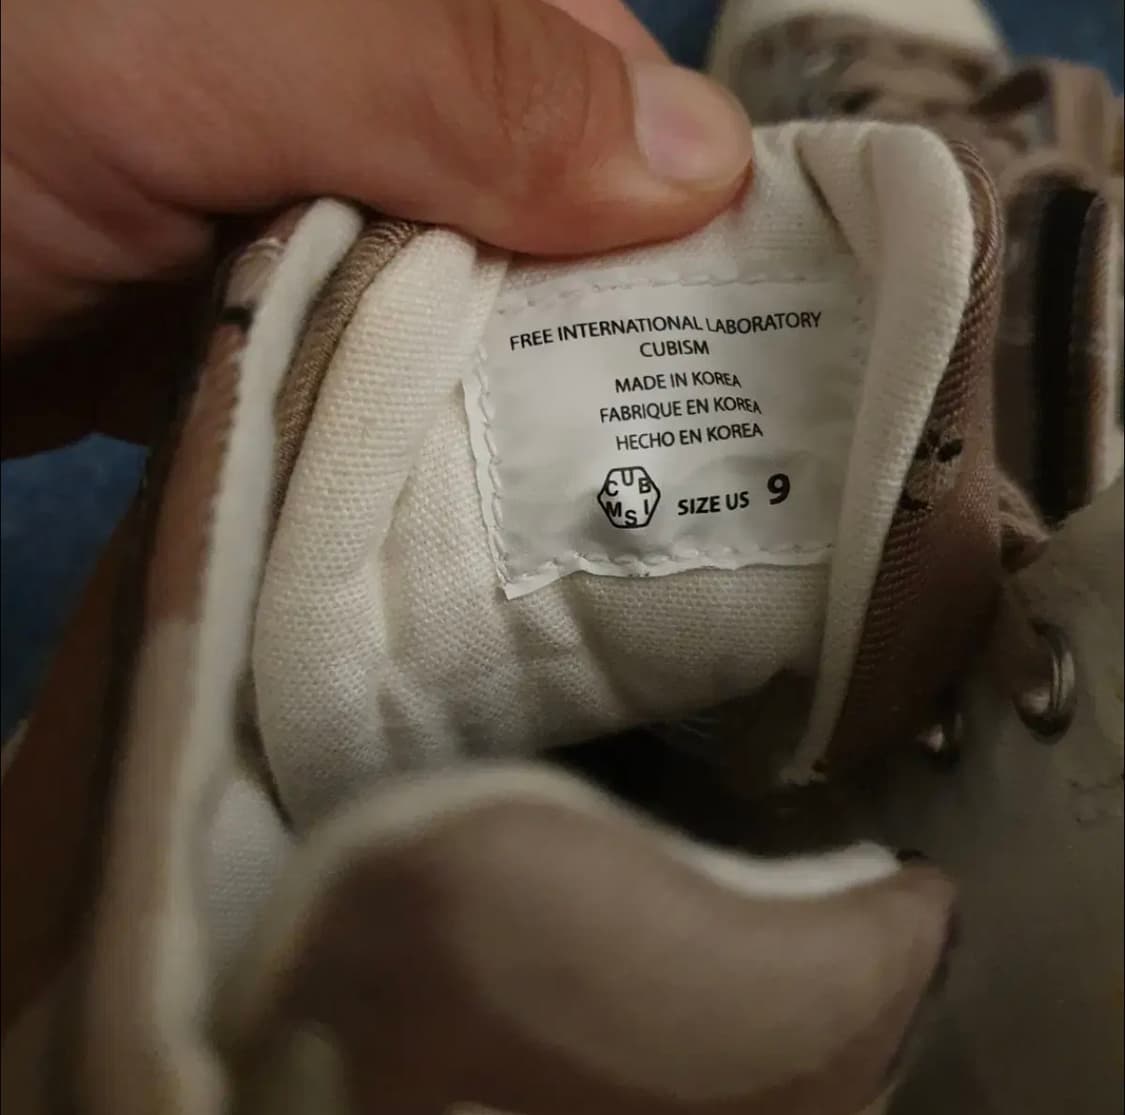 FREE INTERNATIONAL LABORATORY
CUBISM
MADE IN KOREA
FABRIQUE EN KOREA
HECHO EN KOREA
CUBISM SIZE US 9